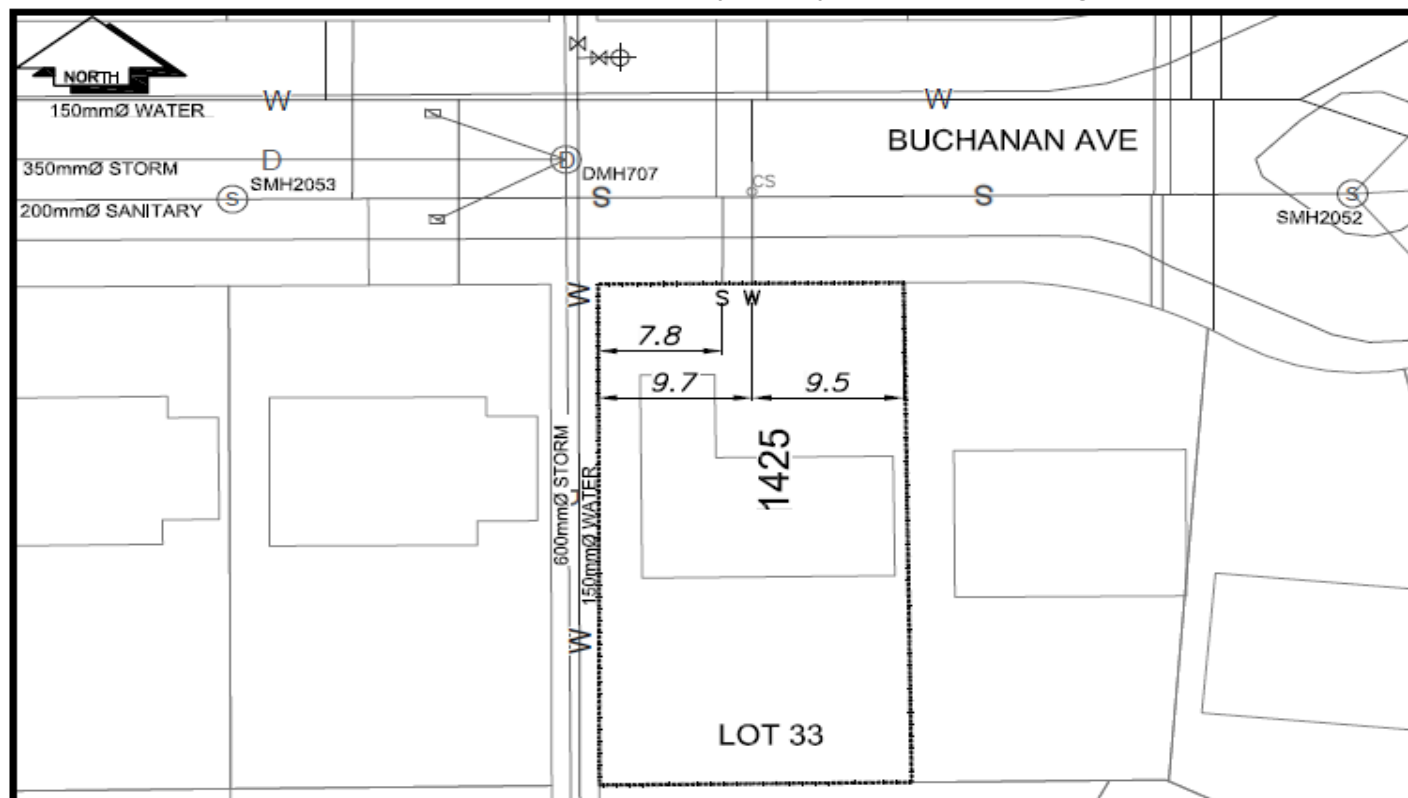 NORTH
150mmØ WATER
W
W
BUCHANAN AVE
350mmØ STORM
D
D
DMH707
SMH2053
S
200mmØ SANITARY
S
CS
S
S
SMH2052
W
S W
7.8
9.7
9.5
1425
600mmØ STORM
150mmØ WATER
W
LOT 33